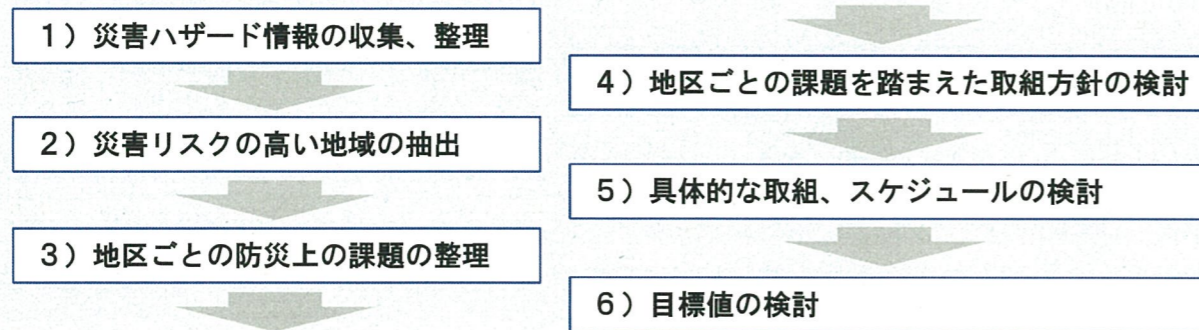 1）災害ハザード情報の収集、整理
2）災害リスクの高い地域の抽出
3）地区ごとの防災上の課題の整理
4）地区ごとの課題を踏まえた取組方針の検討
5）具体的な取組、スケジュールの検討
6）目標値の検討